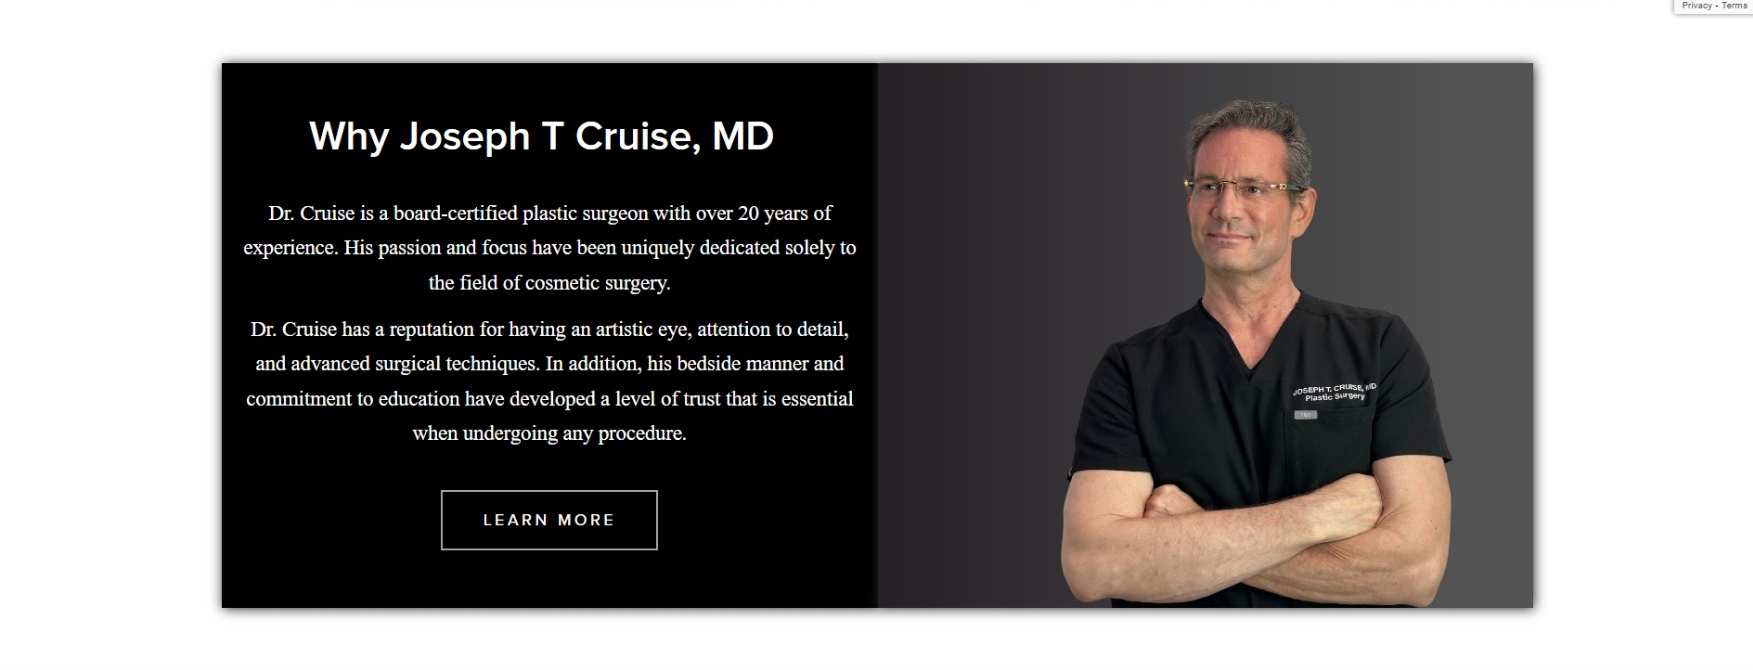 Privacy • Terms
Why Joseph T Cruise, MD
Dr. Cruise is a board-certified plastic surgeon with over 20 years of
experience. His passion and focus have been uniquely dedicated solely to
the field of cosmetic surgery.
Dr. Cruise has a reputation for having an artistic eye, attention to detail,
and advanced surgical techniques. In addition, his bedside manner and
commitment to education have developed a level of trust that is essential
when undergoing any procedure.
LEARN MORE
JOSEPH T. CRUISE, MD
Plastic Surgery